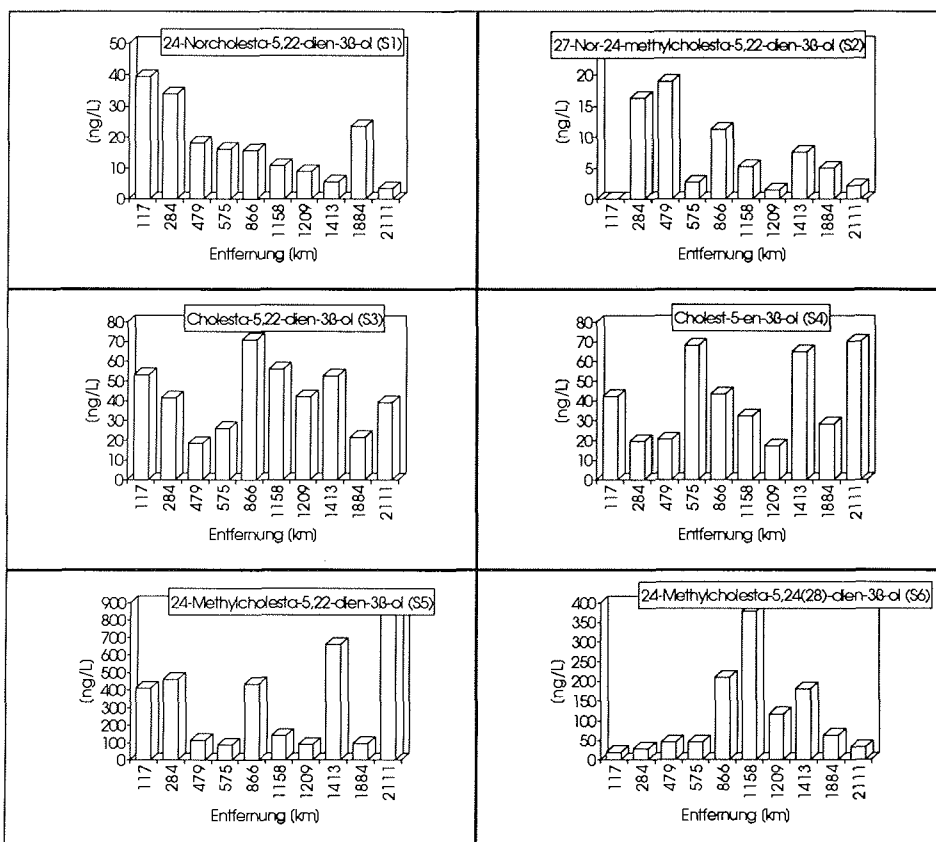 24-Norcholesta-5,22-dien-3ß-ol (S1)
50
40
30
20
10
0
(ng/L)
117 284 479 575 866 1158 1209 1413 1884 2111
Entfernung (km)
27-Nor-24-methylcholesta-5,22-dien-3ß-ol (S2)
20
15
10
5
0
(ng/L)
117 284 479 575 866 1158 1209 1413 1884 2111
Entfernung (km)
Cholesta-5,22-dien-3ß-ol (S3)
80
70
60
50
40
30
20
10
0
(ng/L)
117 284 479 575 866 1158 1209 1413 1884 2111
Entfernung (km)
Cholest-5-en-3ß-ol (S4)
80
70
60
50
40
30
20
10
0
(ng/L)
117 284 479 575 866 1158 1209 1413 1884 2111
Entfernung (km)
24-Methylcholesta-5,22-dien-3ß-ol (S5)
900
800
700
600
500
400
300
200
100
0
(ng/L)
117 284 479 575 866 1158 1209 1413 1884 2111
Entfernung (km)
24-Methylcholesta-5,24(28)-dien-3ß-ol (S6)
400
350
300
250
200
150
100
50
0
(ng/L)
117 284 479 575 866 1158 1209 1413 1884 2111
Entfernung (km)